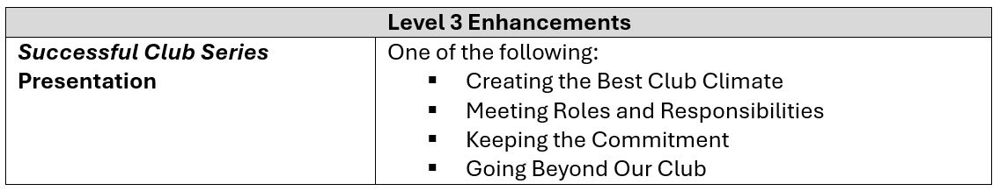 Level 3 Enhancements
Successful Club Series
Presentation
One of the following:
▪ Creating the Best Club Climate
▪ Meeting Roles and Responsibilities
▪ Keeping the Commitment
▪ Going Beyond Our Club